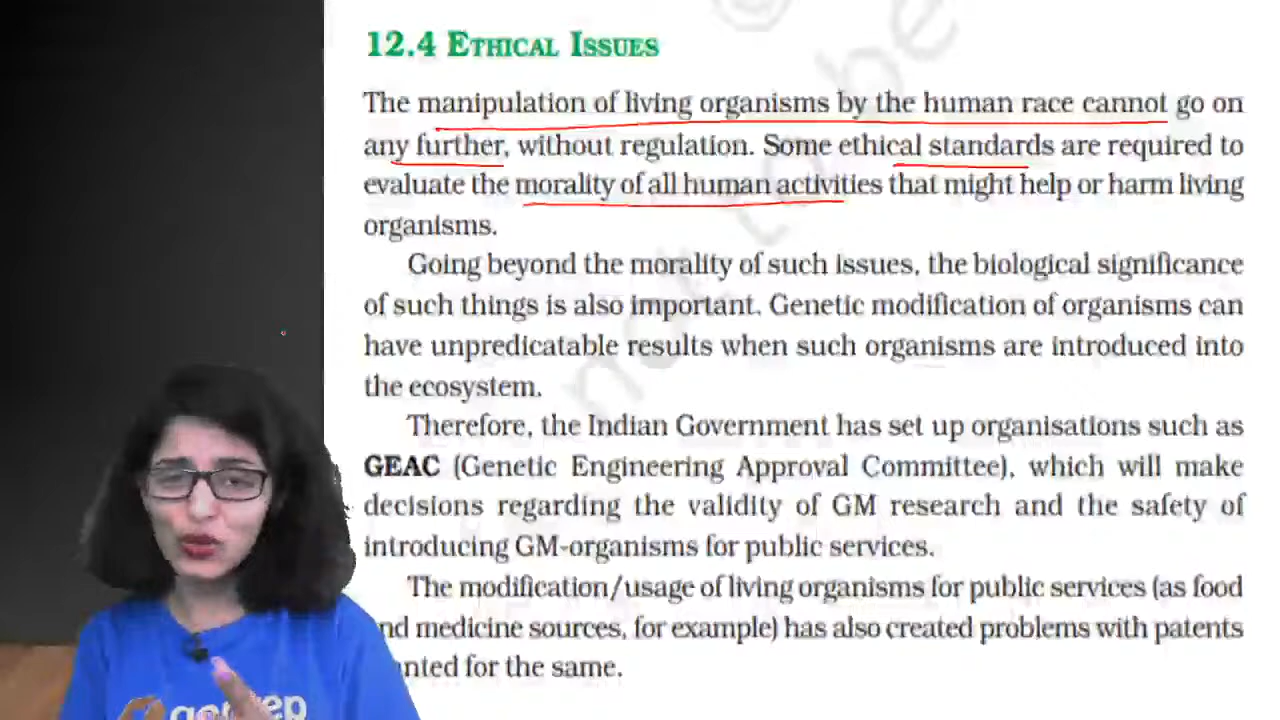 12.4 ETHICAL ISSUES
The manipulation of living organisms by the human race cannot go on
any further, without regulation. Some ethical standards are required to
evaluate the morality of all human activities that might help or harm living
organisms.
Going beyond the morality of such issues, the biological significance
of such things is also important. Genetic modification of organisms can
have unpredicatable results when such organisms are introduced into
the ecosystem.
Therefore, the Indian Government has set up organisations such as
GEAC (Genetic Engineering Approval Committee), which will make
decisions regarding the validity of GM research and the safety of
introducing GM-organisms for public services.
The modification/usage of living organisms for public services (as food
nd medicine sources, for example) has also created problems with patents
anted for the same.
not to be